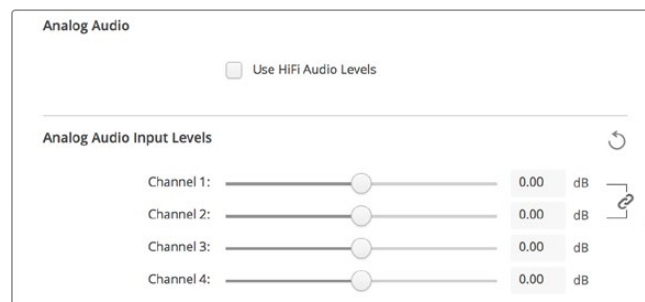 Analog Audio
Use HiFi Audio Levels
Analog Audio Input Levels
Channel 1: 0.00 dB
Channel 2: 0.00 dB
Channel 3: 0.00 dB
Channel 4: 0.00 dB